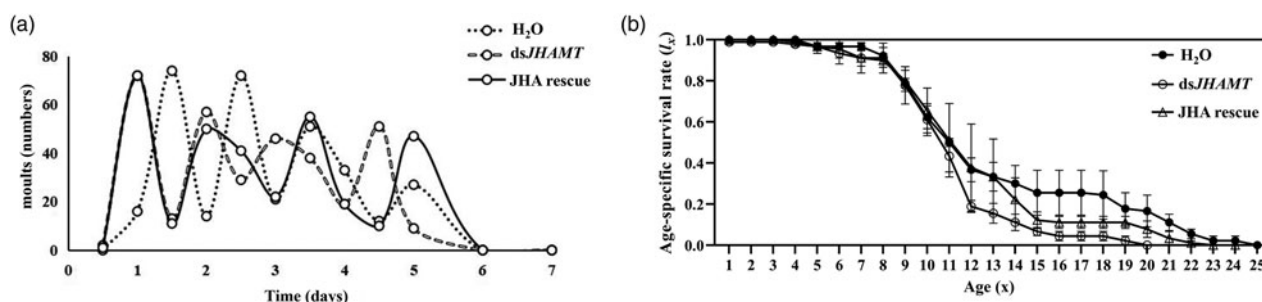 (a)
H₂O
dsJHAMT
JHA rescue
moults (numbers)
80
60
40
20
0
0 1 2 3 4 5 6 7
Time (days)
(b)
H₂O
dsJHAMT
JHA rescue
Age-specific survival rate (lₓ)
1.0
0.8
0.6
0.4
0.2
0.0
1 2 3 4 5 6 7 8 9 10 11 12 13 14 15 16 17 18 19 20 21 22 23 24 25
Age (x)